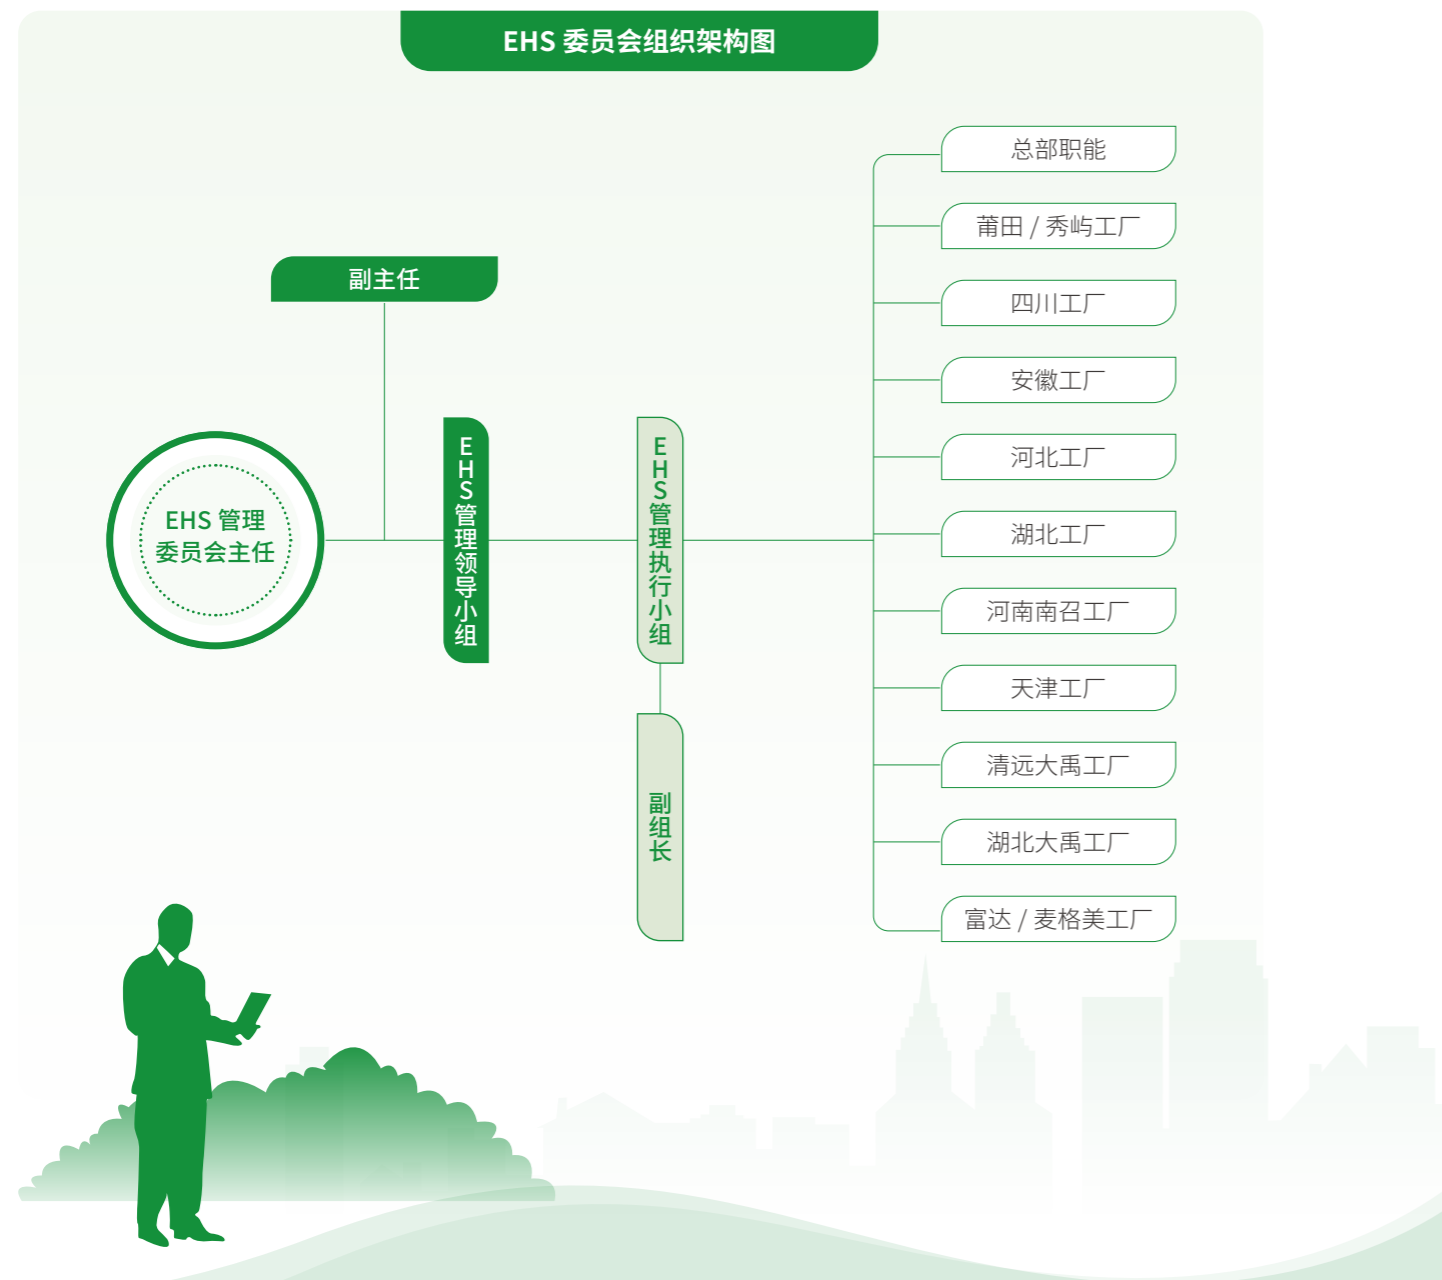 EHS 委员会组织架构图
副主任
EHS 管理
委员会主任
EHS管理领导小组
EHS管理执行小组
副组长
总部职能
莆田 / 秀屿工厂
四川工厂
安徽工厂
河北工厂
湖北工厂
河南南召工厂
天津工厂
清远大禹工厂
湖北大禹工厂
富达 / 麦格美工厂